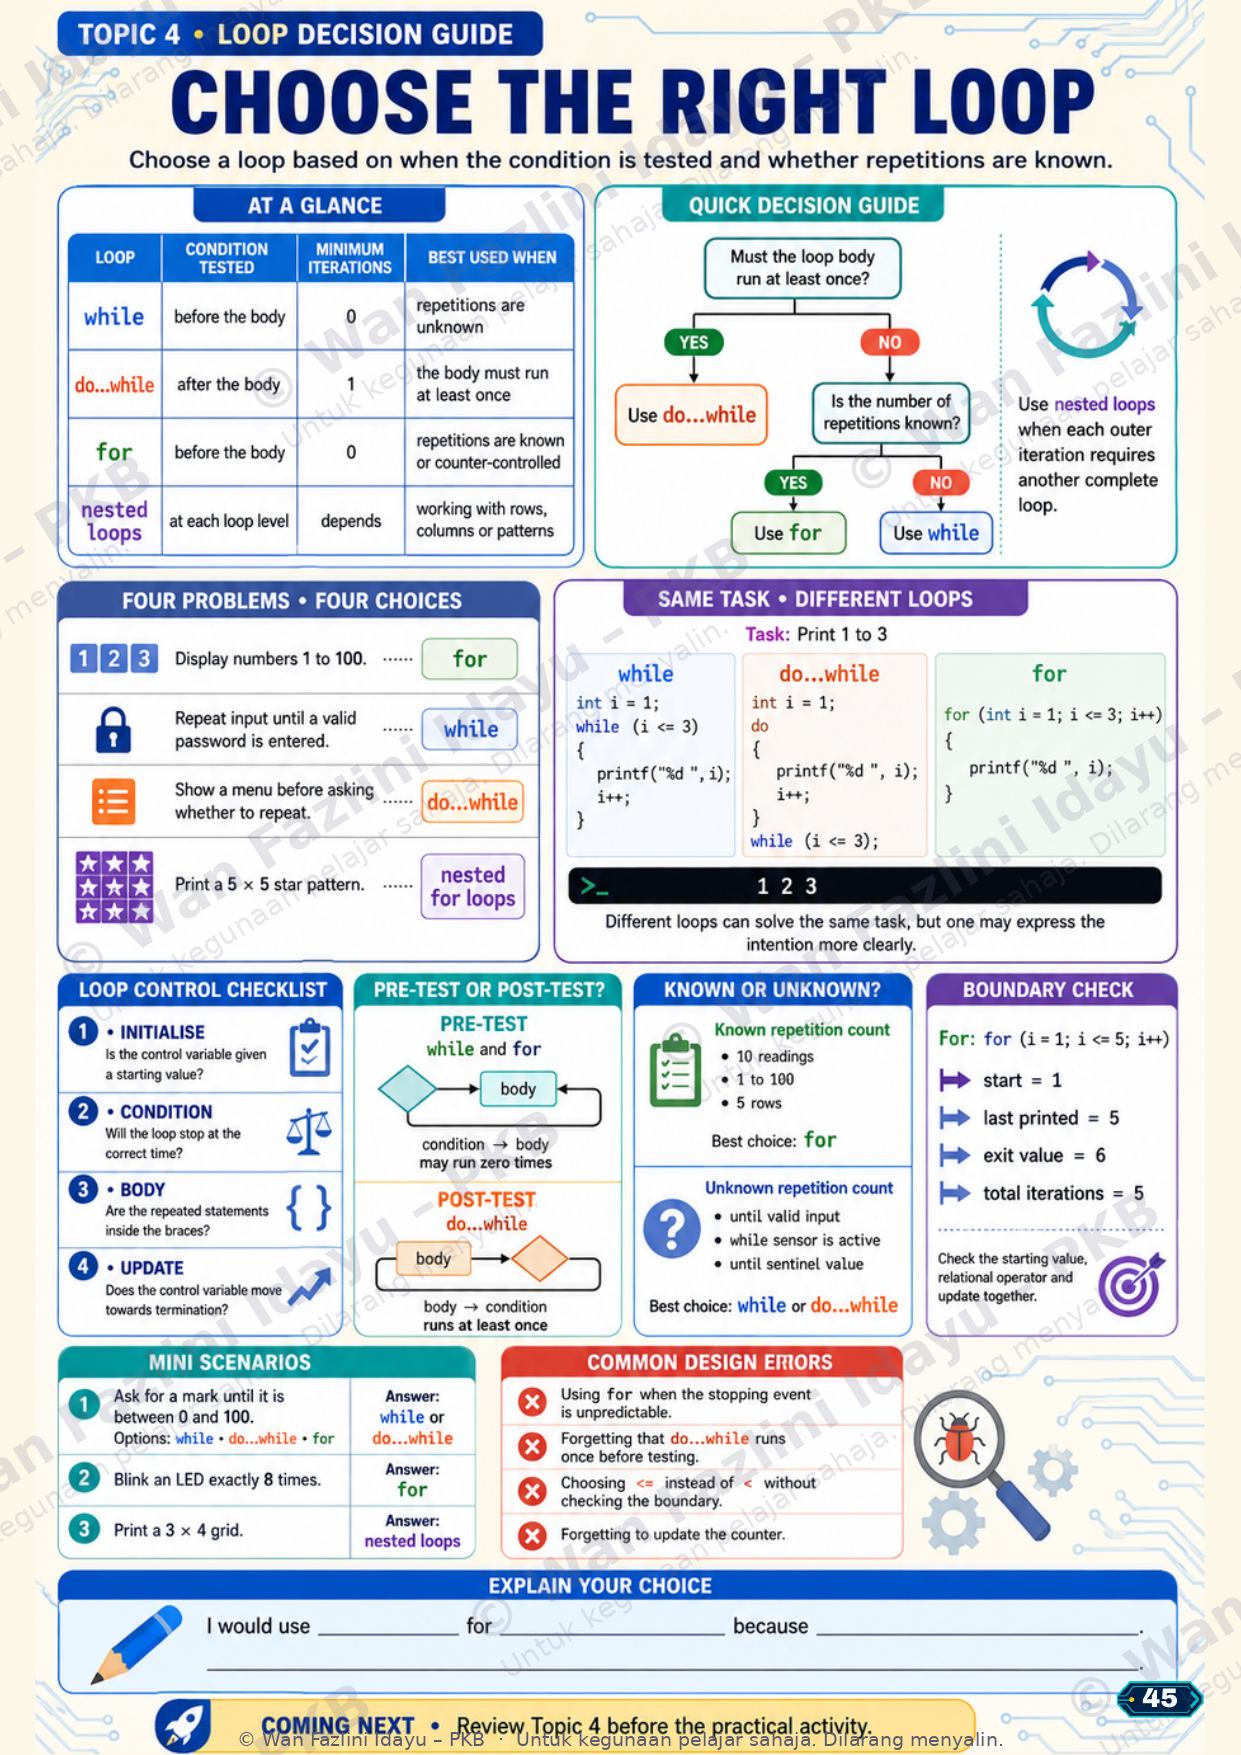 TOPIC 4 • LOOP DECISION GUIDE
CHOOSE THE RIGHT LOOP
Choose a loop based on when the condition is tested and whether repetitions are known.
AT A GLANCE
LOOP
CONDITION
TESTED
MINIMUM
ITERATIONS
BEST USED WHEN
while
before the body
0
repetitions are
unknown
do...while
after the body
1
the body must run
at least once
for
before the body
0
repetitions are known
or counter-controlled
nested
loops
at each loop level
depends
working with rows,
columns or patterns
QUICK DECISION GUIDE
Must the loop body
run at least once?
YES
NO
Use do...while
Is the number of
repetitions known?
YES
NO
Use for
Use while
Use nested loops
when each outer
iteration requires
another complete
loop.
FOUR PROBLEMS • FOUR CHOICES
1 2 3
Display numbers 1 to 100. ...... for
Repeat input until a valid
password is entered. ...... while
Show a menu before asking
whether to repeat. ...... do...while
Print a 5 × 5 star pattern. ...... nested
for loops
SAME TASK • DIFFERENT LOOPS
Task: Print 1 to 3
while
int i = 1;
while (i <= 3)
{
printf("%d ", i);
i++;
}
do...while
int i = 1;
do
{
printf("%d ", i);
i++;
}
while (i <= 3);
for
for (int i = 1; i <= 3; i++)
{
printf("%d ", i);
}
>_ 1 2 3
Different loops can solve the same task, but one may express the
intention more clearly.
LOOP CONTROL CHECKLIST
1 • INITIALISE
Is the control variable given
a starting value?
2 • CONDITION
Will the loop stop at the
correct time?
3 • BODY
Are the repeated statements
inside the braces?
{ }
4 • UPDATE
Does the control variable move
towards termination?
PRE-TEST OR POST-TEST?
PRE-TEST
while and for
body
condition → body
may run zero times
POST-TEST
do...while
body
body → condition
runs at least once
KNOWN OR UNKNOWN?
Known repetition count
• 10 readings
• 1 to 100
• 5 rows
Best choice: for
?
Unknown repetition count
• until valid input
• while sensor is active
• until sentinel value
Best choice: while or do...while
BOUNDARY CHECK
For: for (i = 1; i <= 5; i++)
start = 1
last printed = 5
exit value = 6
total iterations = 5
Check the starting value,
relational operator and
update together.
MINI SCENARIOS
1
Ask for a mark until it is
between 0 and 100.
Options: while • do...while • for
Answer:
while or
do...while
2
Blink an LED exactly 8 times.
Answer:
for
3
Print a 3 × 4 grid.
Answer:
nested loops
COMMON DESIGN ERRORS
Using for when the stopping event
is unpredictable.
Forgetting that do...while runs
once before testing.
Choosing <= instead of < without
checking the boundary.
Forgetting to update the counter.
EXPLAIN YOUR CHOICE
I would use ____________ for ____________________ because ____________________________.
.
45
COMING NEXT • Review Topic 4 before the practical activity.
© Wan Fazlini Idayu – PKB · Untuk kegunaan pelajar sahaja. Dilarang menyalin.